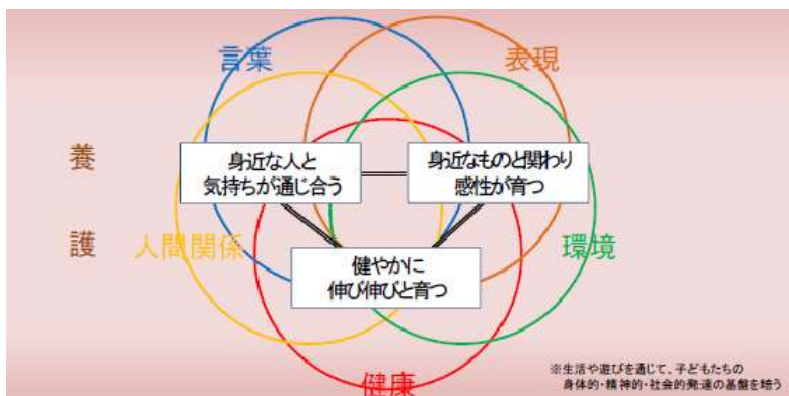 言葉
表現
養
身近な人と
気持ちが通じ合う
身近なものと関わり
感性が育つ
護
人間関係
環境
健やかに
伸び伸びと育つ
健康
※生活や遊びを通じて、子どもたちの
身体的・精神的・社会的発達の基盤を培う